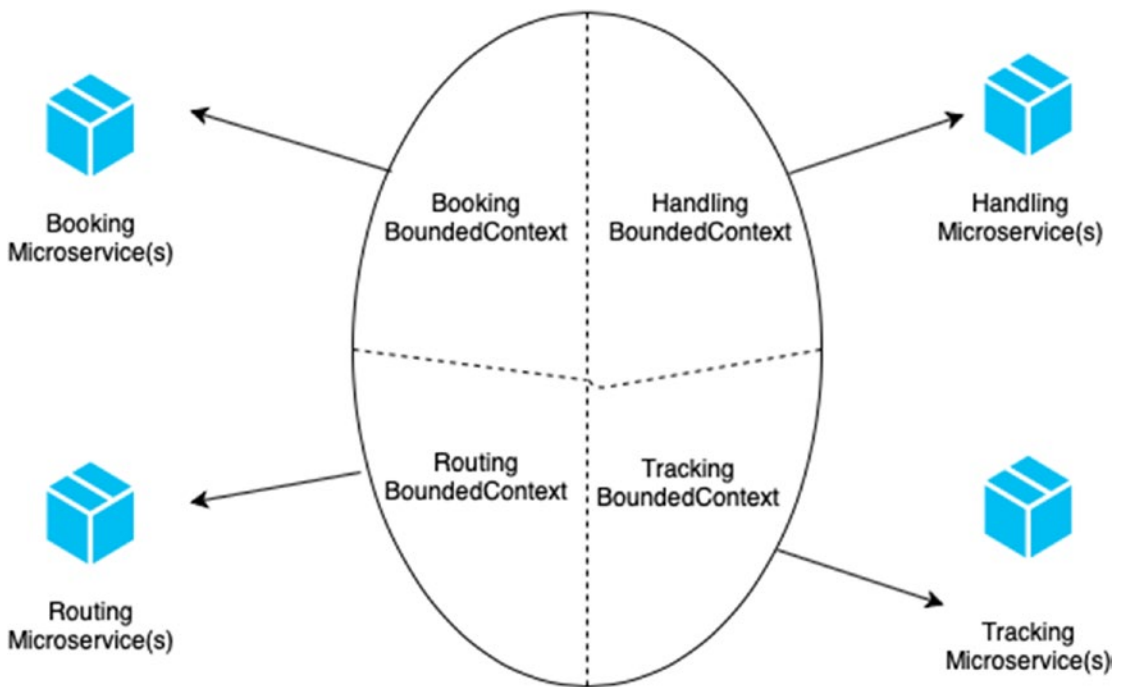 Booking
Microservice(s)
Booking
BoundedContext
Handling
BoundedContext
Handling
Microservice(s)
Routing
Microservice(s)
Routing
BoundedContext
Tracking
BoundedContext
Tracking
Microservice(s)